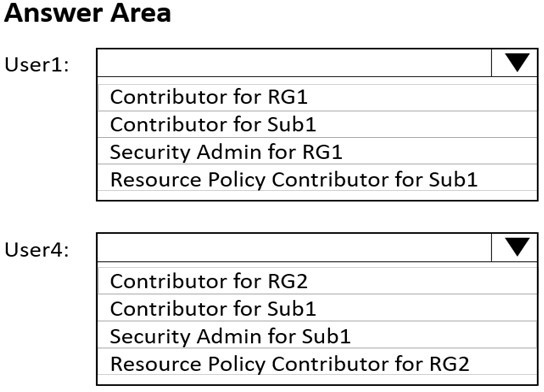 Answer Area
User1:
Contributor for RG1
Contributor for Sub1
Security Admin for RG1
Resource Policy Contributor for Sub1
User4:
Contributor for RG2
Contributor for Sub1
Security Admin for Sub1
Resource Policy Contributor for RG2